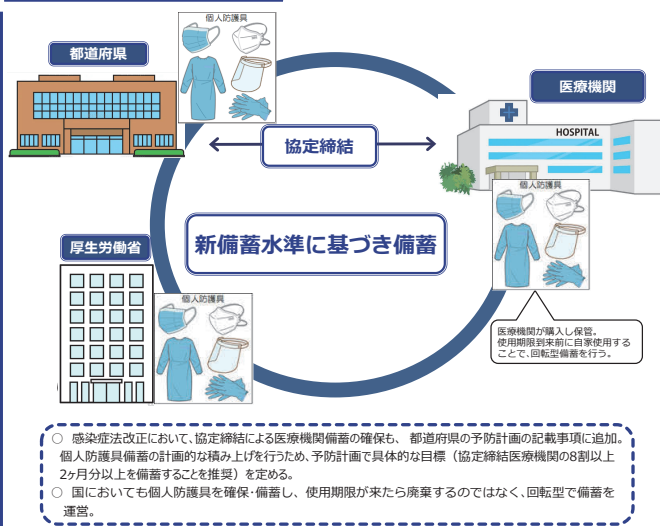 個人防護具
都道府県
医療機関
HOSPITAL
協定締結
個人防護具
新備蓄水準に基づき備蓄
厚生労働省
個人防護具
医療機関が購入し保管。
使用期限到来前に自家使用する
ことで、回転型備蓄を行う。
○ 感染症法改正において、協定締結による医療機関備蓄の確保も、 都道府県の予防計画の記載事項に追加。
個人防護具備蓄の計画的な積み上げを行うため、予防計画で具体的な目標（協定締結医療機関の8割以上
2ヶ月分以上を備蓄することを推奨）を定める。
○ 国においても個人防護具を確保・備蓄し、使用期限が来たら廃棄するのではなく、回転型で備蓄を
運営。